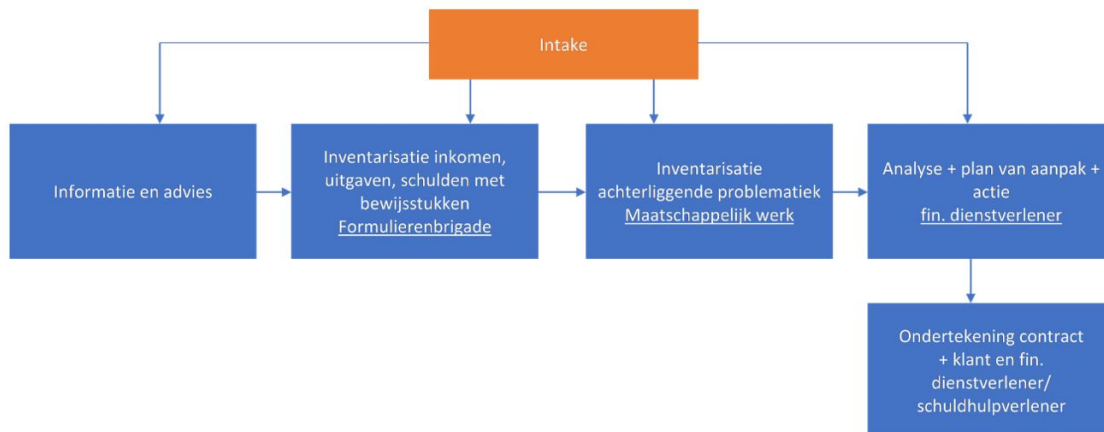 Intake
Informatie en advies
Inventarisatie inkomen,
uitgaven, schulden met
bewijsstukken
Formulierenbrigade
Inventarisatie
achterliggende problematiek
Maatschappelijk werk
Analyse + plan van aanpak +
actie
fin. dienstverlener
Ondertekening contract
+ klant en fin.
dienstverlener/
schuldhulpverlener